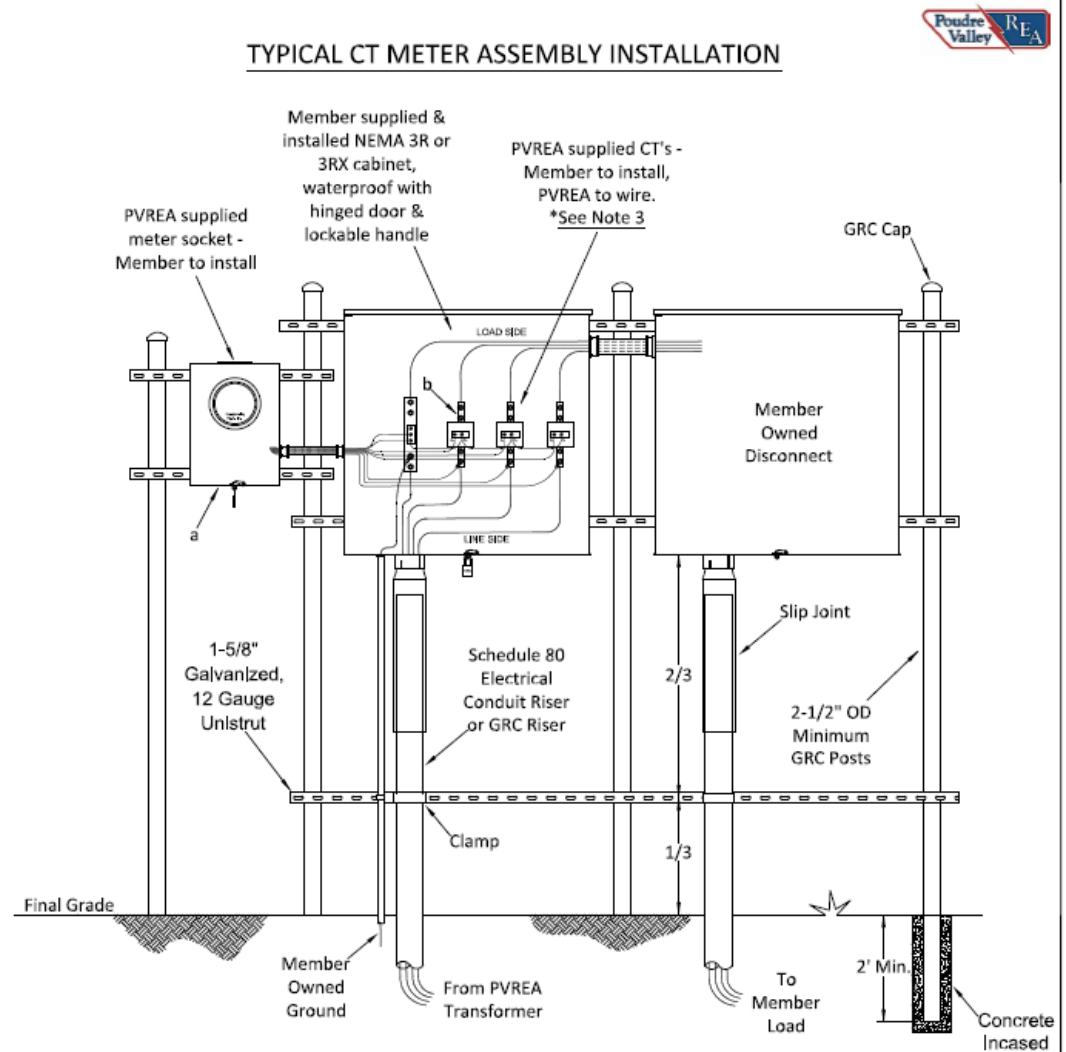 Poudre
Valley
REA
TYPICAL CT METER ASSEMBLY INSTALLATION
Member supplied &
installed NEMA 3R or
3RX cabinet,
waterproof with
hinged door &
lockable handle
PVREA supplied CT's -
Member to install,
PVREA to wire.
*See Note 3
PVREA supplied
meter socket -
Member to install
GRC Cap
LOAD SIDE
b
Member
Owned
Disconnect
a
LINE SIDE
1-5/8"
Galvanized,
12 Gauge
Unistrut
Schedule 80
Electrical
Conduit Riser
or GRC Riser
Slip Joint
2/3
2-1/2" OD
Minimum
GRC Posts
Clamp
1/3
Final Grade
Member
Owned
Ground
From PVREA
Transformer
To
Member
Load
2' Min.
Concrete
Incased